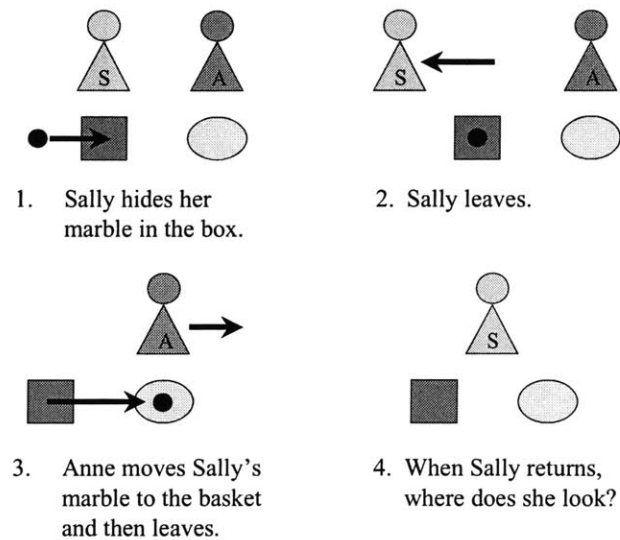 S
A
S
A
1. Sally hides her
marble in the box.
2. Sally leaves.
A
S
3. Anne moves Sally's
marble to the basket
and then leaves.
4. When Sally returns,
where does she look?